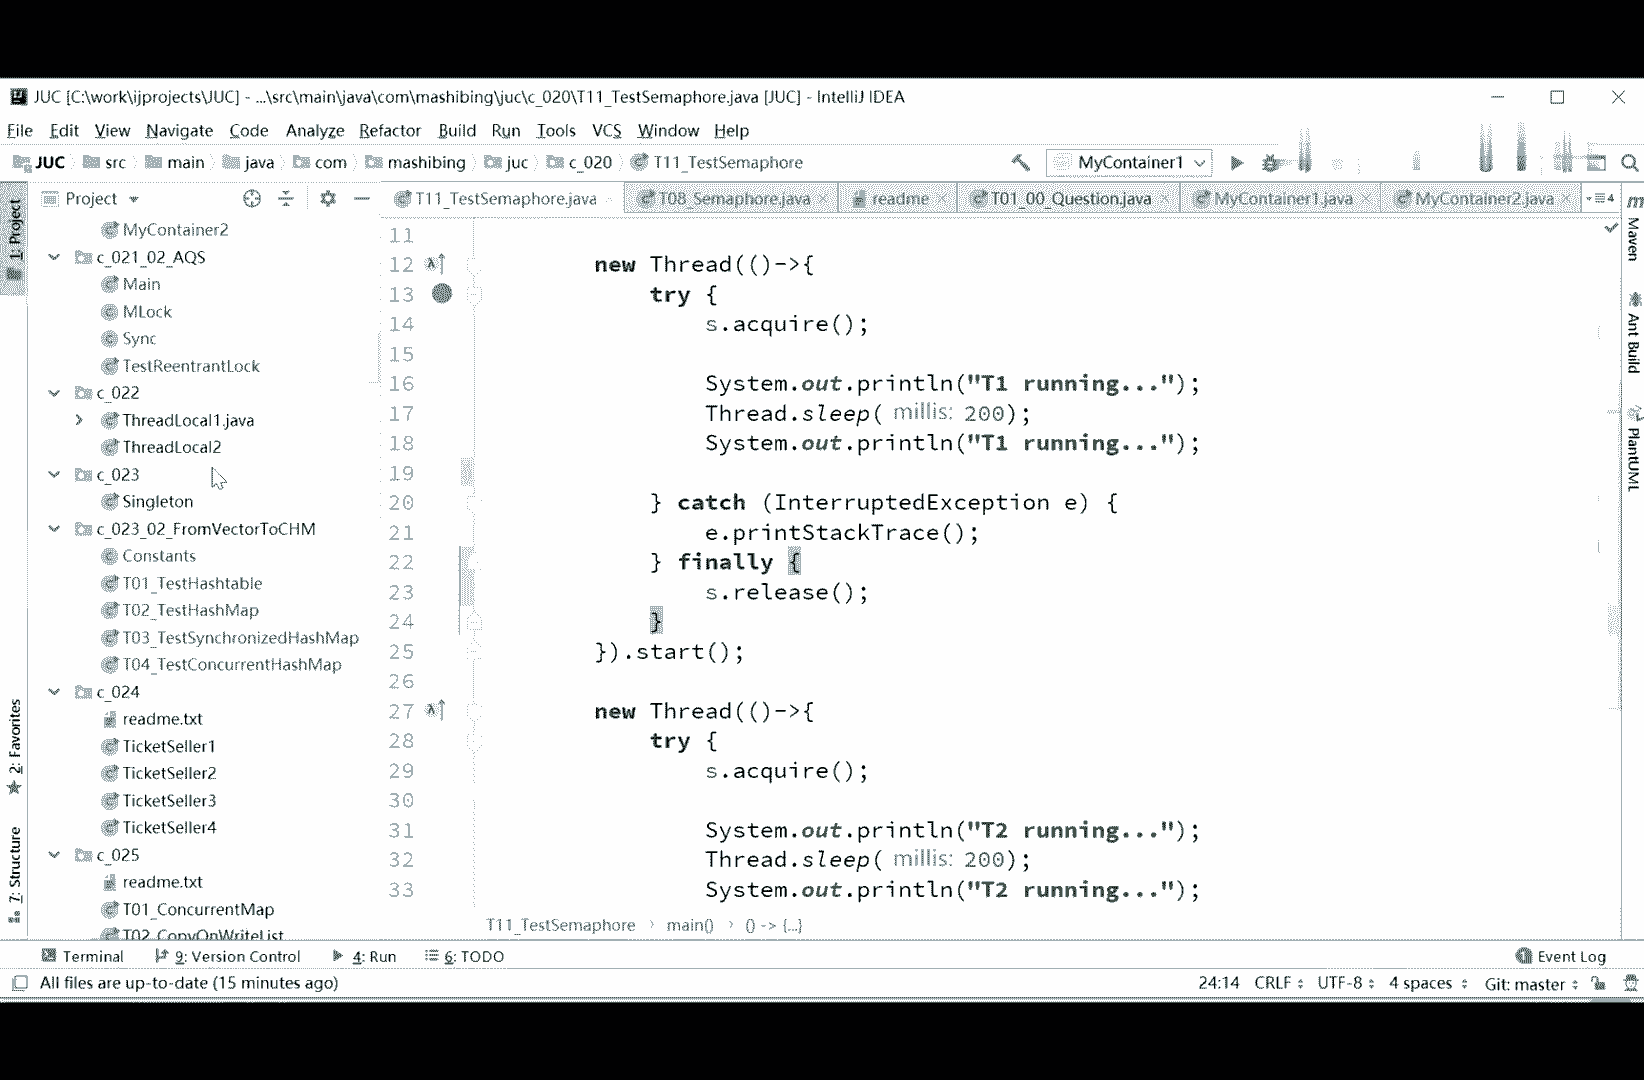 JUC [C:\work\ijprojects\JUC] - ...\src\main\java\com\mashibing\juc\c_020\T11_TestSemaphore.java [JUC] - IntelliJ IDEA
File Edit View Navigate Code Analyze Refactor Build Run Tools VCS Window Help
JUC src main java com mashibing juc c_020 T11_TestSemaphore MyContainer1
Project
T11_TestSemaphore.java T08_Semaphore.java readme T01_00_Question.java MyContainer1.java MyContainer2.java 4
1: Project
2: Favorites
7: Structure
MyContainer2
c_021_02_AQS
Main
MLock
Sync
TestReentrantLock
c_022
ThreadLocal1.java
ThreadLocal2
c_023
Singleton
c_023_02_FromVectorToCHM
Constants
T01_TestHashtable
T02_TestHashMap
T03_TestSynchronizedHashMap
T04_TestConcurrentHashMap
c_024
readme.txt
TicketSeller1
TicketSeller2
TicketSeller3
TicketSeller4
c_025
readme.txt
T01_ConcurrentMap
T02_CopyOnWriteList
11
12 new Thread(()->{
13 try {
14 s.acquire();
15
16 System.out.println("T1 running...");
17 Thread.sleep( millis: 200);
18 System.out.println("T1 running...");
19
20 } catch (InterruptedException e) {
21 e.printStackTrace();
22 } finally {
23 s.release();
24 }
25 }).start();
26
27 new Thread(()->{
28 try {
29 s.acquire();
30
31 System.out.println("T2 running...");
32 Thread.sleep( millis: 200);
33 System.out.println("T2 running...");
T11_TestSemaphore › main() › () -> {...}
Maven
Ant Build
PlantUML
Terminal 9: Version Control 4: Run 6: TODO Event Log
All files are up-to-date (15 minutes ago) 24:14 CRLF UTF-8 4 spaces Git: master